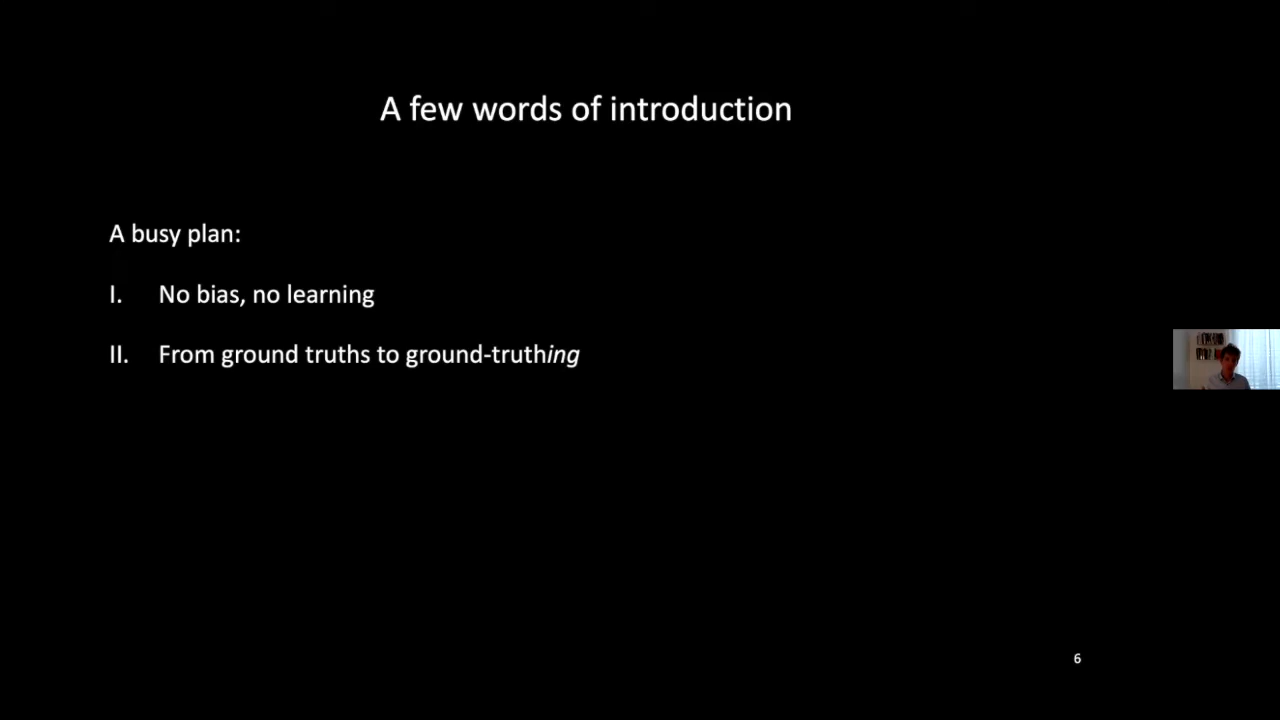 A few words of introduction
A busy plan:
I. No bias, no learning
II. From ground truths to ground-truthing
6